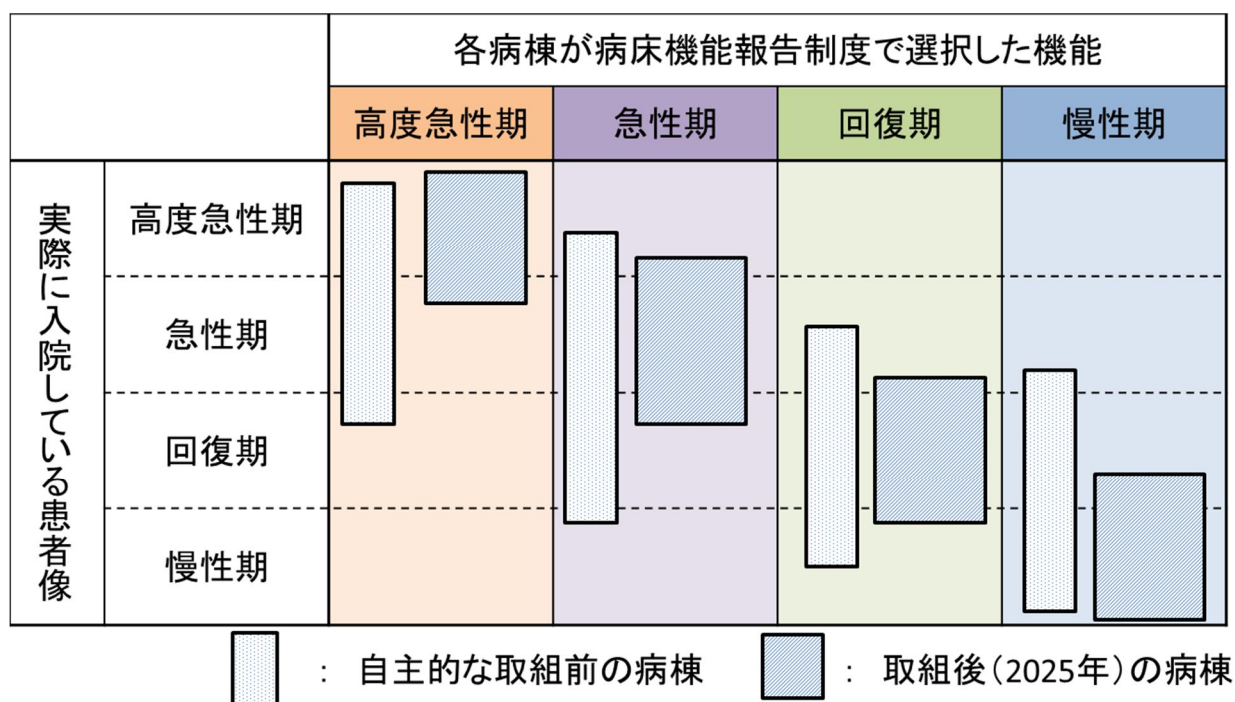 各病棟が病床機能報告制度で選択した機能
高度急性期
急性期
回復期
慢性期
実際に入院している患者像
高度急性期
急性期
回復期
慢性期
： 自主的な取組前の病棟
： 取組後(2025年)の病棟